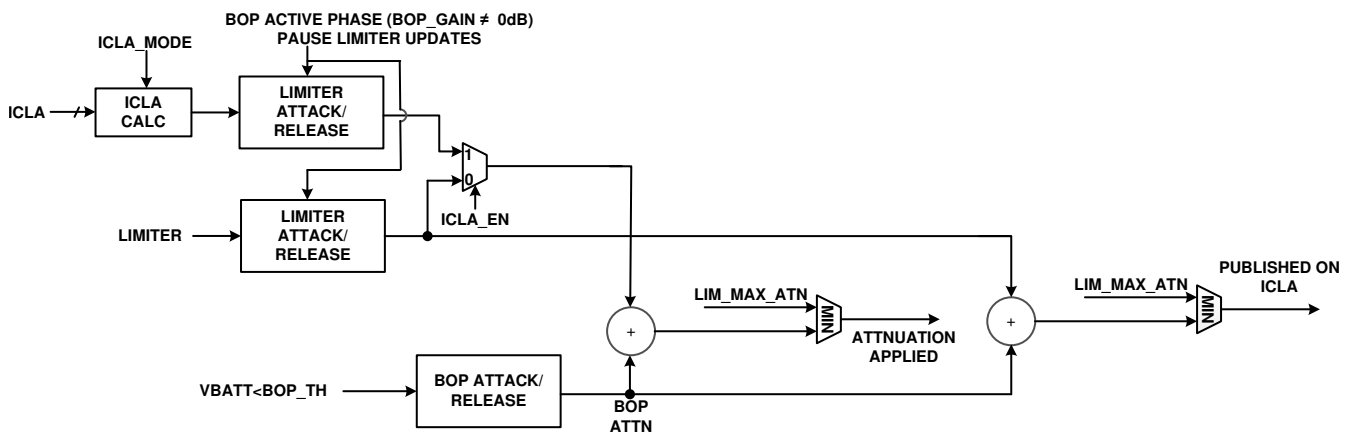 BOP ACTIVE PHASE (BOP_GAIN ≠ 0dB)
PAUSE LIMITER UPDATES
ICLA_MODE
ICLA
ICLA
CALC
LIMITER
ATTACK/
RELEASE
1
0
ICLA_EN
LIMITER
LIMITER
ATTACK/
RELEASE
LIM_MAX_ATN
MIN
+
ATTNUATION
APPLIED
LIM_MAX_ATN
MIN
+
PUBLISHED ON
ICLA
VBATT<BOP_TH
BOP ATTACK/
RELEASE
BOP
ATTN